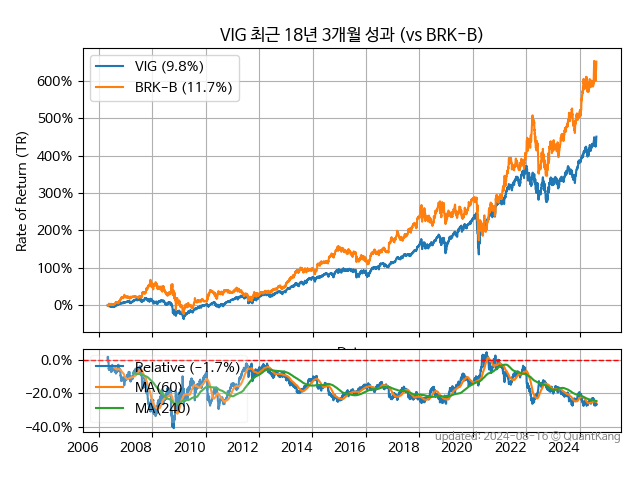 VIG 최근 18년 3개월 성과 (vs BRK-B)
Rate of Return (TR)
600%
500%
400%
300%
200%
100%
0%
VIG (9.8%)
BRK-B (11.7%)
0.0%
−20.0%
−40.0%
Relative (-1.7%)
MA(60)
MA(240)
2006 2008 2010 2012 2014 2016 2018 2020 2022 2024
updated: 2024-08-16 © QuantKang